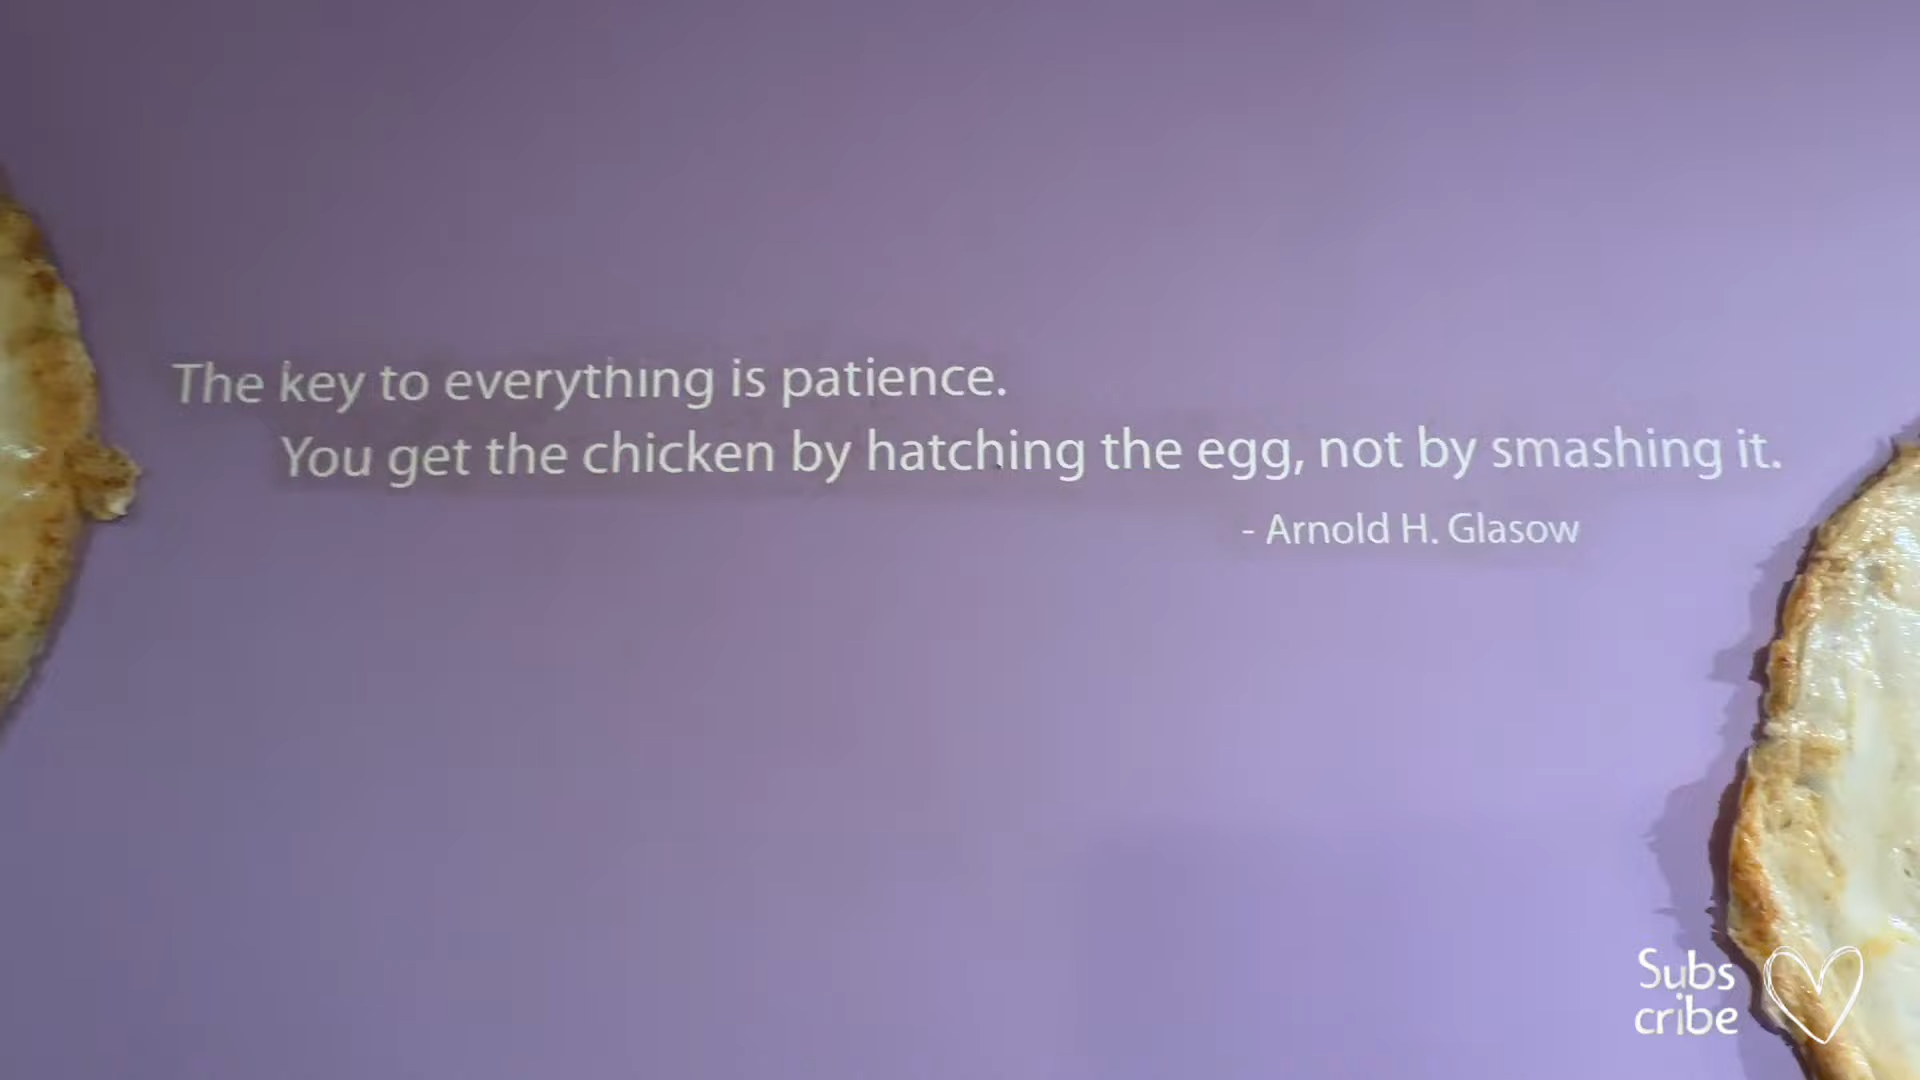 The key to everything is patience.
You get the chicken by hatching the egg, not by smashing it.
- Arnold H. Glasow
Subs
cribe